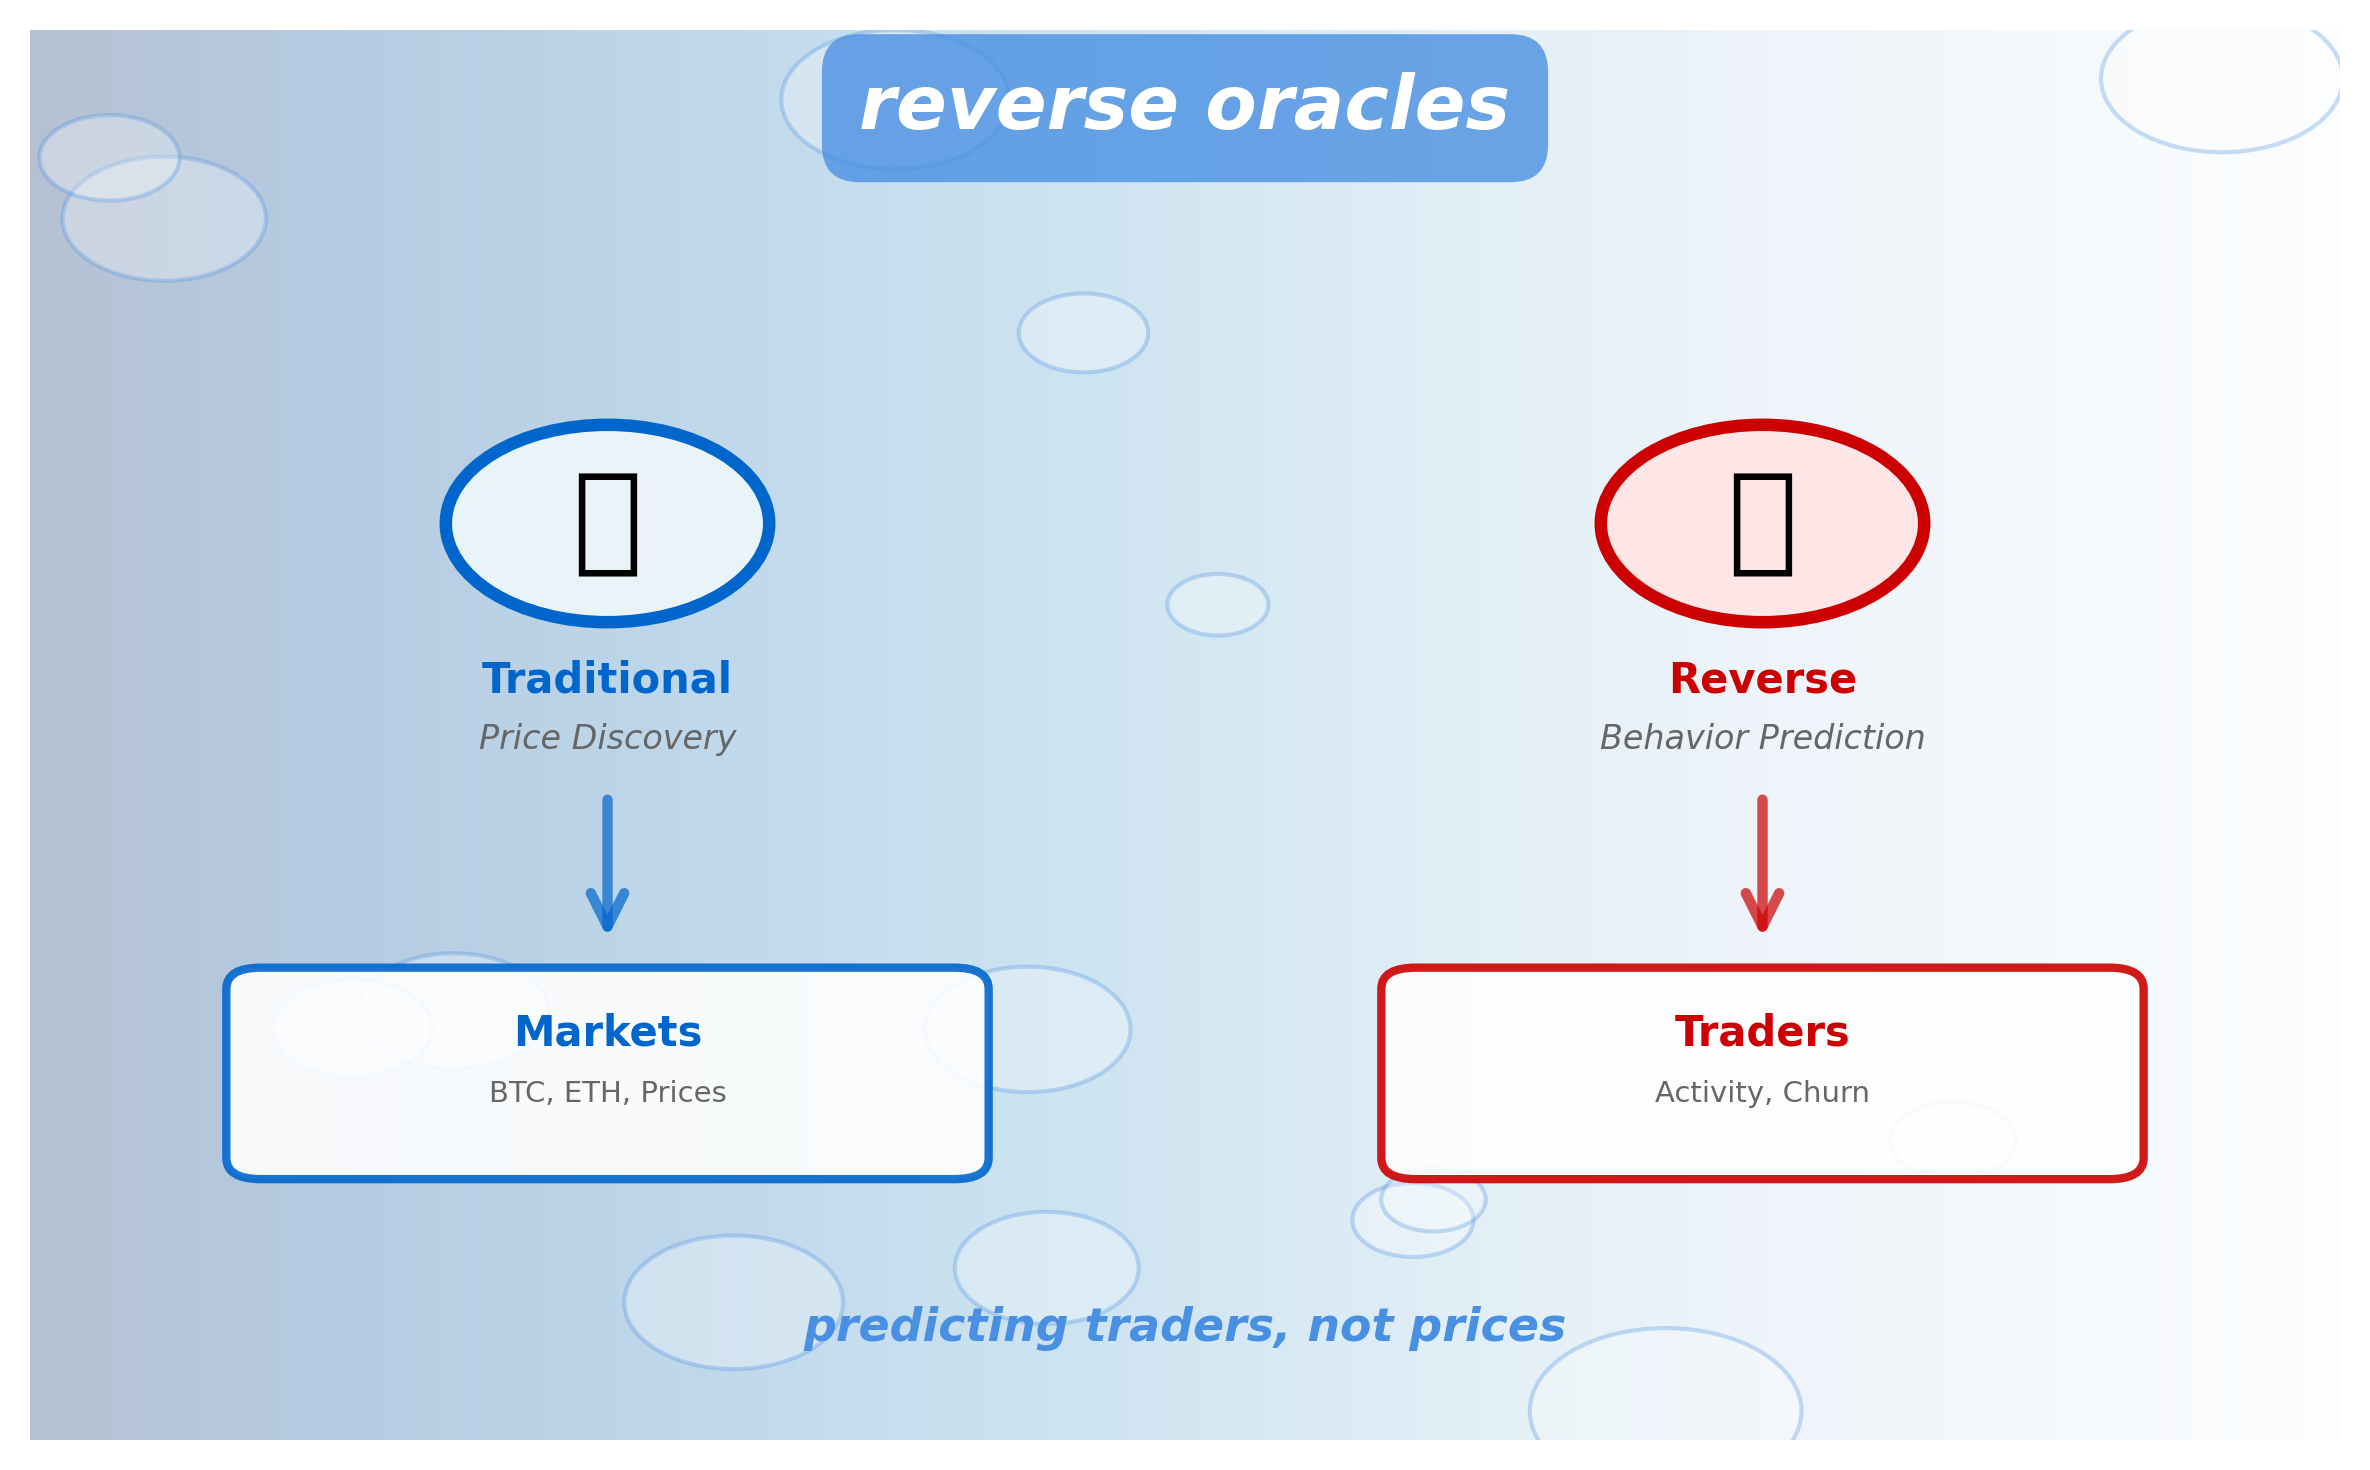 reverse oracles
Traditional
Price Discovery
Markets
BTC, ETH, Prices
Reverse
Behavior Prediction
Traders
Activity, Churn
predicting traders, not prices